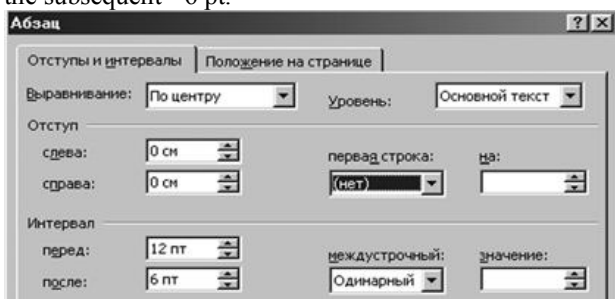 the subsequent - 6 pt.
Абзац
Отступы и интервалы Положение на странице
Выравнивание: По центру Уровень: Основной текст
Отступ
слева: 0 см первая строка: на:
справа: 0 см (нет)
Интервал
перед: 12 пт междустрочный: значение:
после: 6 пт Одинарный